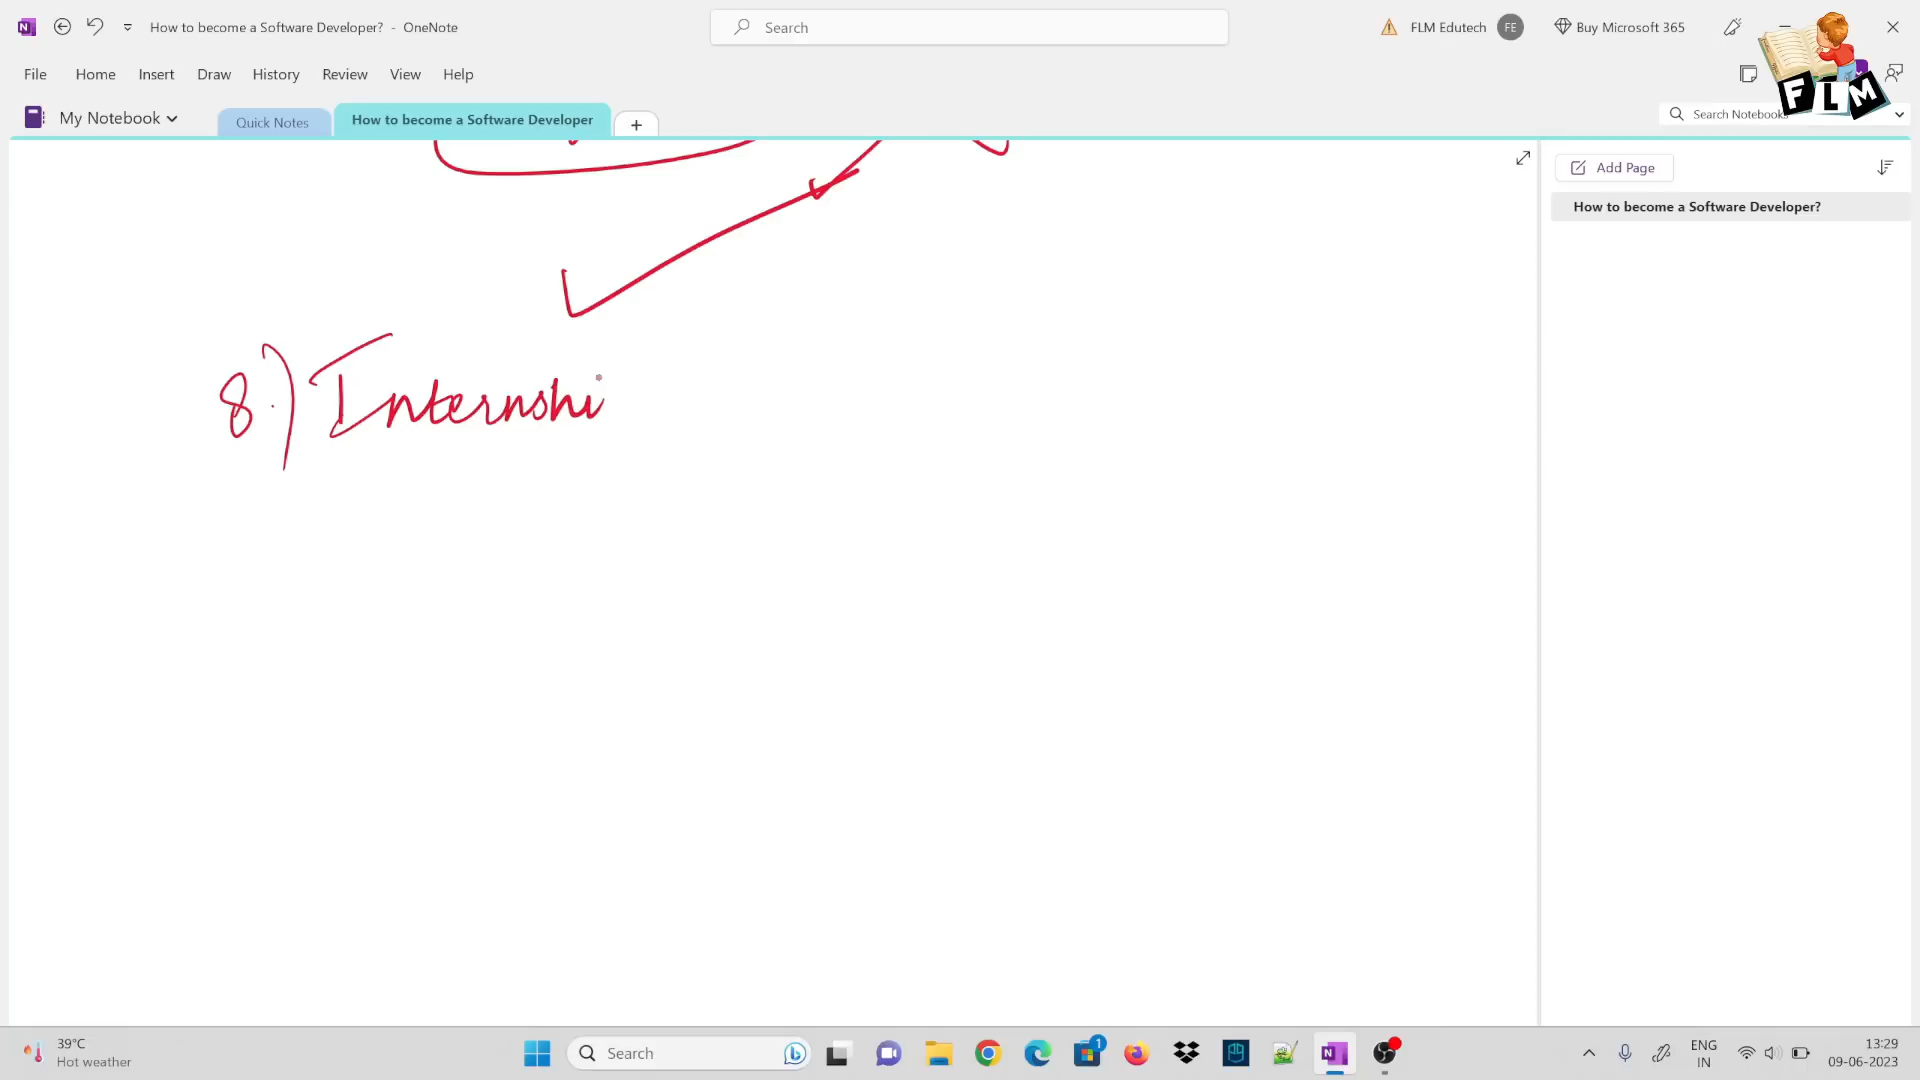 How to become a Software Developer? - OneNote
Search
FLM Edutech FE
Buy Microsoft 365
File Home Insert Draw History Review View Help
My Notebook
Quick Notes
How to become a Software Developer
+
Search Notebooks
FLM
Add Page
How to become a Software Developer?
8.) Internshi
39°C
Hot weather
Search
1
ENG
IN
13:29
09-06-2023